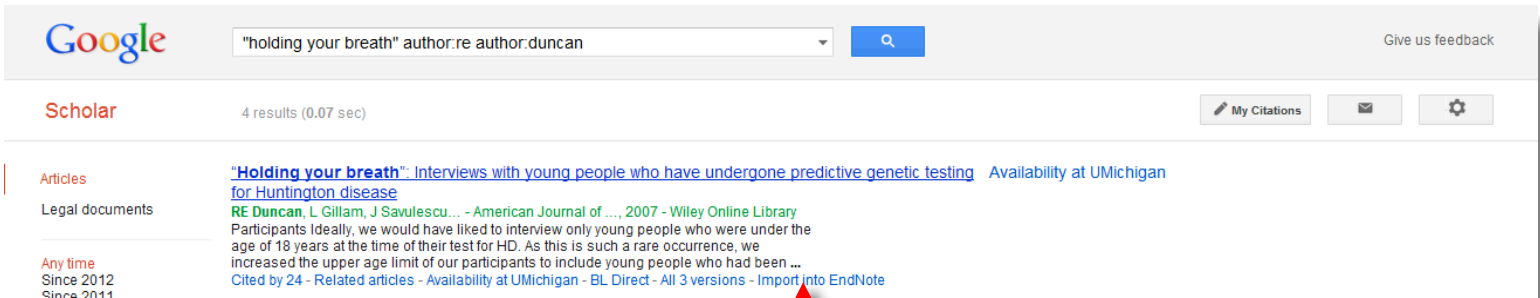 Google
"holding your breath" author:re author:duncan
Give us feedback
Scholar
4 results (0.07 sec)
My Citations
Articles
Legal documents
Any time
Since 2012
Since 2011
"Holding your breath": Interviews with young people who have undergone predictive genetic testing
for Huntington disease
Availability at UMichigan
RE Duncan, L Gillam, J Savulescu... - American Journal of ..., 2007 - Wiley Online Library
Participants Ideally, we would have liked to interview only young people who were under the
age of 18 years at the time of their test for HD. As this is such a rare occurrence, we
increased the upper age limit of our participants to include young people who had been ...
Cited by 24 - Related articles - Availability at UMichigan - BL Direct - All 3 versions - Import into EndNote